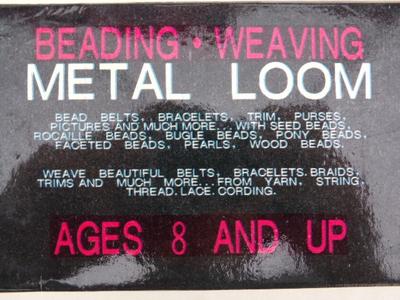 BEADING • WEAVING
METAL LOOM
BEAD BELTS, BRACELETS, TRIM, PURSES,
PICTURES AND MUCH MORE... WITH SEED BEADS,
ROCAILLE BEADS, BUGLE BEADS, PONY BEADS,
FACETED BEADS, PEARLS, WOOD BEADS.
WEAVE BEAUTIFUL BELTS, BRACELETS. BRAIDS,
TRIMS AND MUCH MORE... FROM YARN, STRING,
THREAD. LACE. CORDING.
AGES 8 AND UP